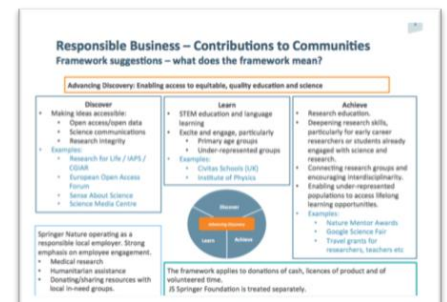 Responsible Business – Contributions to Communities
Framework suggestions – what does the framework mean?
Advancing Discovery: Enabling access to equitable, quality education and science
Discover
• Making ideas accessible:
• Open access/open data
• Science communications
• Research integrity
• Examples:
• Research for Life / IAPS /
CGIAR
• European Open Access
Forum
• Sense About Science
• Science Media Centre
Learn
• STEM education and language
learning
• Excite and engage, particularly
• Primary age groups
• Under-represented groups
• Examples:
• Civitas Schools (UK)
• Institute of Physics
Achieve
• Research education.
• Deepening research skills,
particularly for early career
researchers or students already
engaged with science and
research.
• Connecting research groups and
encouraging interdisciplinarity.
• Enabling under-represented
populations to access lifelong
learning opportunities.
• Examples:
• Nature Mentor Awards
• Google Science Fair
• Travel grants for
researchers, teachers etc
Discover
Advancing Discovery
Learn
Achieve
Springer Nature operating as a
responsible local employer. Strong
emphasis on employee engagement.
• Medical research
• Humanitarian assistance
• Donating/sharing resources with
local in-need groups.
The framework applies to donations of cash, licences of product and of
volunteered time.
JS Springer Foundation is treated separately.